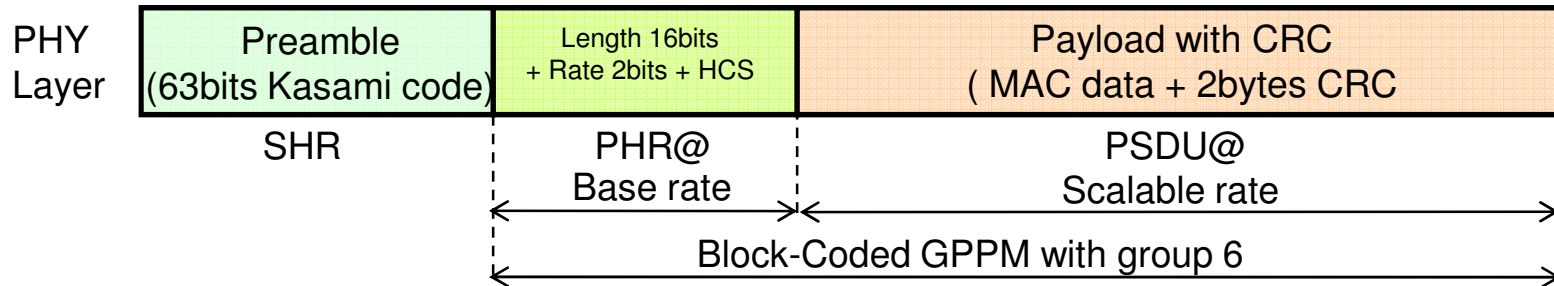 PHY
Layer
Preamble
(63bits Kasami code)
Length 16bits
+ Rate 2bits + HCS
Payload with CRC
( MAC data + 2bytes CRC
SHR
PHR@
Base rate
PSDU@
Scalable rate
Block-Coded GPPM with group 6